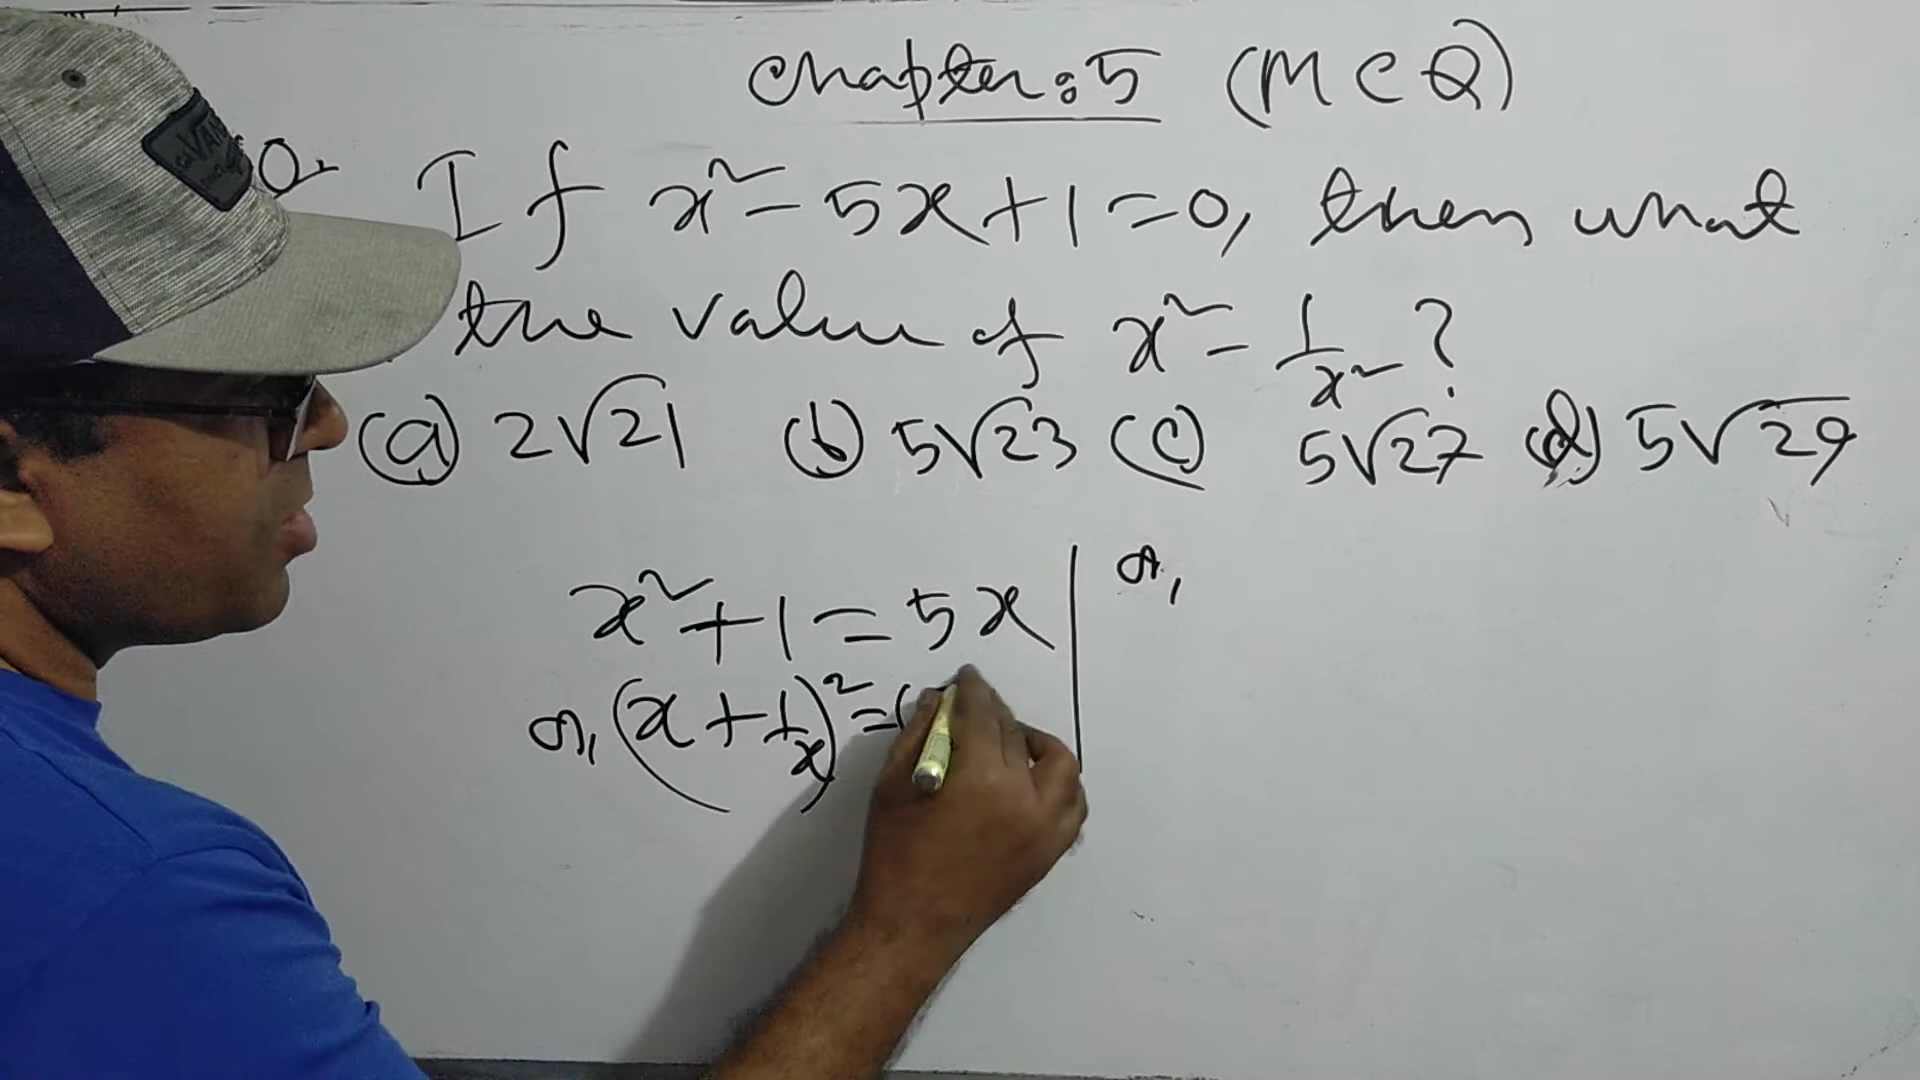 Chapter: 5 (MCQ)
Q. If x² - 5x + 1 = 0, then what
the value of x² - 1/x² ?
(a) 2√21 (b) 5√23 (c) 5√27 (d) 5√29
x² + 1 = 5x
or, (x + 1/x)² = (
or,